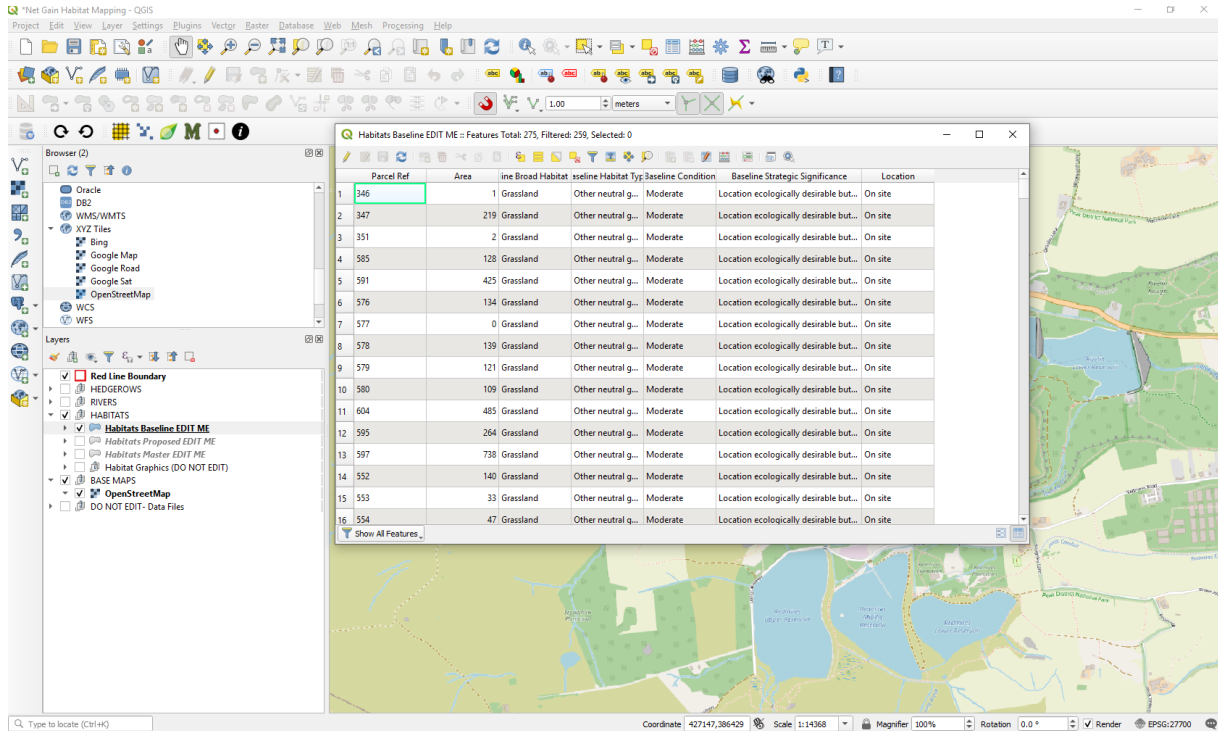 *Net Gain Habitat Mapping - QGIS
Project Edit View Layer Settings Plugins Vector Raster Database Web Mesh Processing Help
1.00 meters
Browser (2)
Oracle
DB2
WMS/WMTS
XYZ Tiles
Bing
Google Map
Google Road
Google Sat
OpenStreetMap
WCS
WFS
Layers
Red Line Boundary
HEDGEROWS
RIVERS
HABITATS
Habitats Baseline EDIT ME
Habitats Proposed EDIT ME
Habitats Master EDIT ME
Habitat Graphics (DO NOT EDIT)
BASE MAPS
OpenStreetMap
DO NOT EDIT- Data Files
Habitats Baseline EDIT ME :: Features Total: 275, Filtered: 259, Selected: 0
Parcel Ref Area ine Broad Habitat seline Habitat Typ Baseline Condition Baseline Strategic Significance Location
1 346 1 Grassland Other neutral g... Moderate Location ecologically desirable but... On site
2 347 219 Grassland Other neutral g... Moderate Location ecologically desirable but... On site
3 351 2 Grassland Other neutral g... Moderate Location ecologically desirable but... On site
4 585 128 Grassland Other neutral g... Moderate Location ecologically desirable but... On site
5 591 425 Grassland Other neutral g... Moderate Location ecologically desirable but... On site
6 576 134 Grassland Other neutral g... Moderate Location ecologically desirable but... On site
7 577 0 Grassland Other neutral g... Moderate Location ecologically desirable but... On site
8 578 139 Grassland Other neutral g... Moderate Location ecologically desirable but... On site
9 579 121 Grassland Other neutral g... Moderate Location ecologically desirable but... On site
10 580 109 Grassland Other neutral g... Moderate Location ecologically desirable but... On site
11 604 485 Grassland Other neutral g... Moderate Location ecologically desirable but... On site
12 595 264 Grassland Other neutral g... Moderate Location ecologically desirable but... On site
13 597 738 Grassland Other neutral g... Moderate Location ecologically desirable but... On site
14 552 140 Grassland Other neutral g... Moderate Location ecologically desirable but... On site
15 553 33 Grassland Other neutral g... Moderate Location ecologically desirable but... On site
16 554 47 Grassland Other neutral g... Moderate Location ecologically desirable but... On site
Show All Features
Peak District National Park
Peak District National Park
Type to locate (Ctrl+K) Coordinate 427147,386429 Scale 1:14368 Magnifier 100% Rotation 0.0 ° Render EPSG:27700